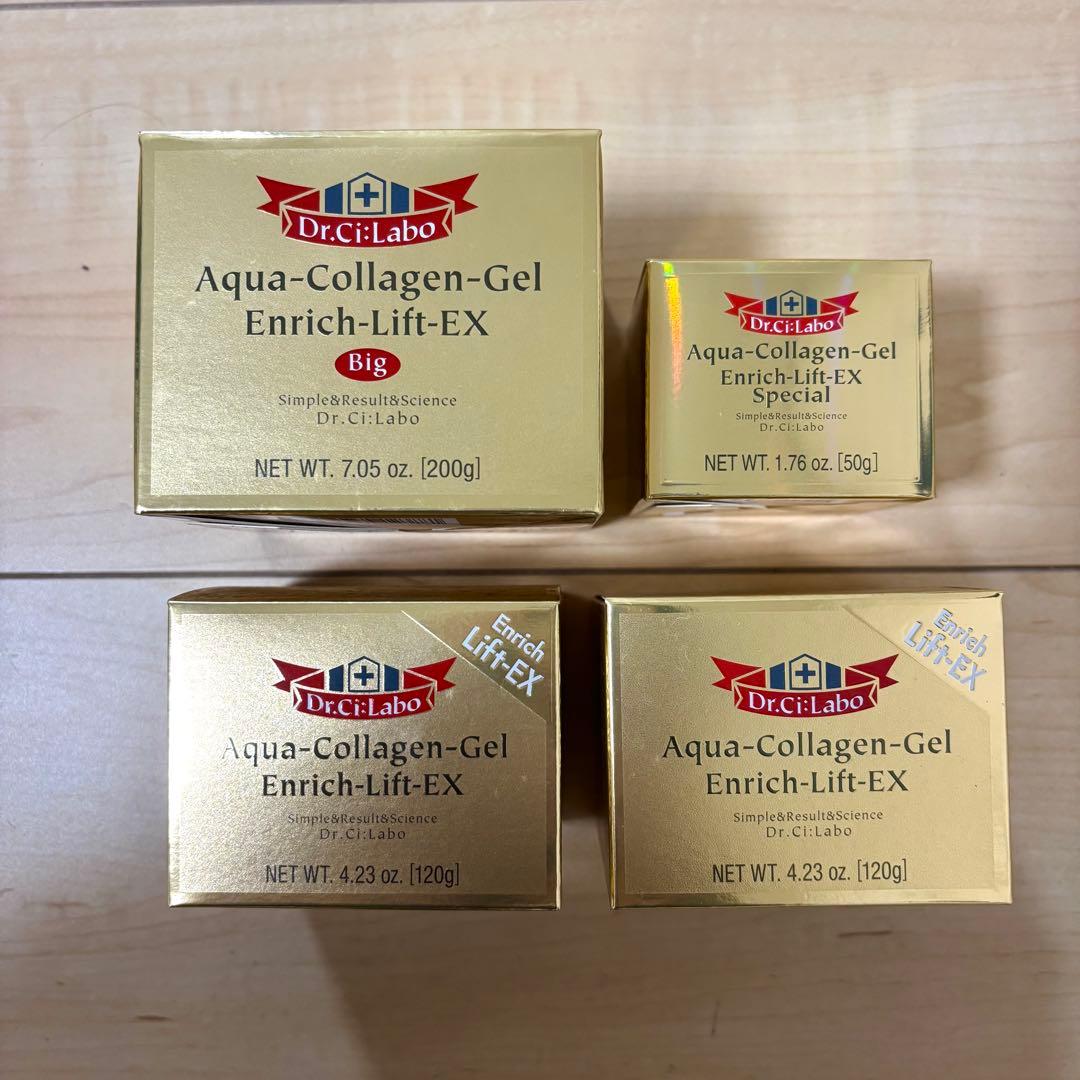 Dr.Ci:Labo
Aqua-Collagen-Gel
Enrich-Lift-EX
Big
Simple&Result&Science
Dr.Ci:Labo
NET WT. 7.05 oz. [200g]
Dr.Ci:Labo
Aqua-Collagen-Gel
Enrich-Lift-EX
Special
Simple&Result&Science
Dr.Ci:Labo
NET WT. 1.76 oz. [50g]
Enrich
Lift-EX
Dr.Ci:Labo
Aqua-Collagen-Gel
Enrich-Lift-EX
Simple&Result&Science
Dr.Ci:Labo
NET WT. 4.23 oz. [120g]
Enrich
Lift-EX
Dr.Ci:Labo
Aqua-Collagen-Gel
Enrich-Lift-EX
Simple&Result&Science
Dr.Ci:Labo
NET WT. 4.23 oz. [120g]